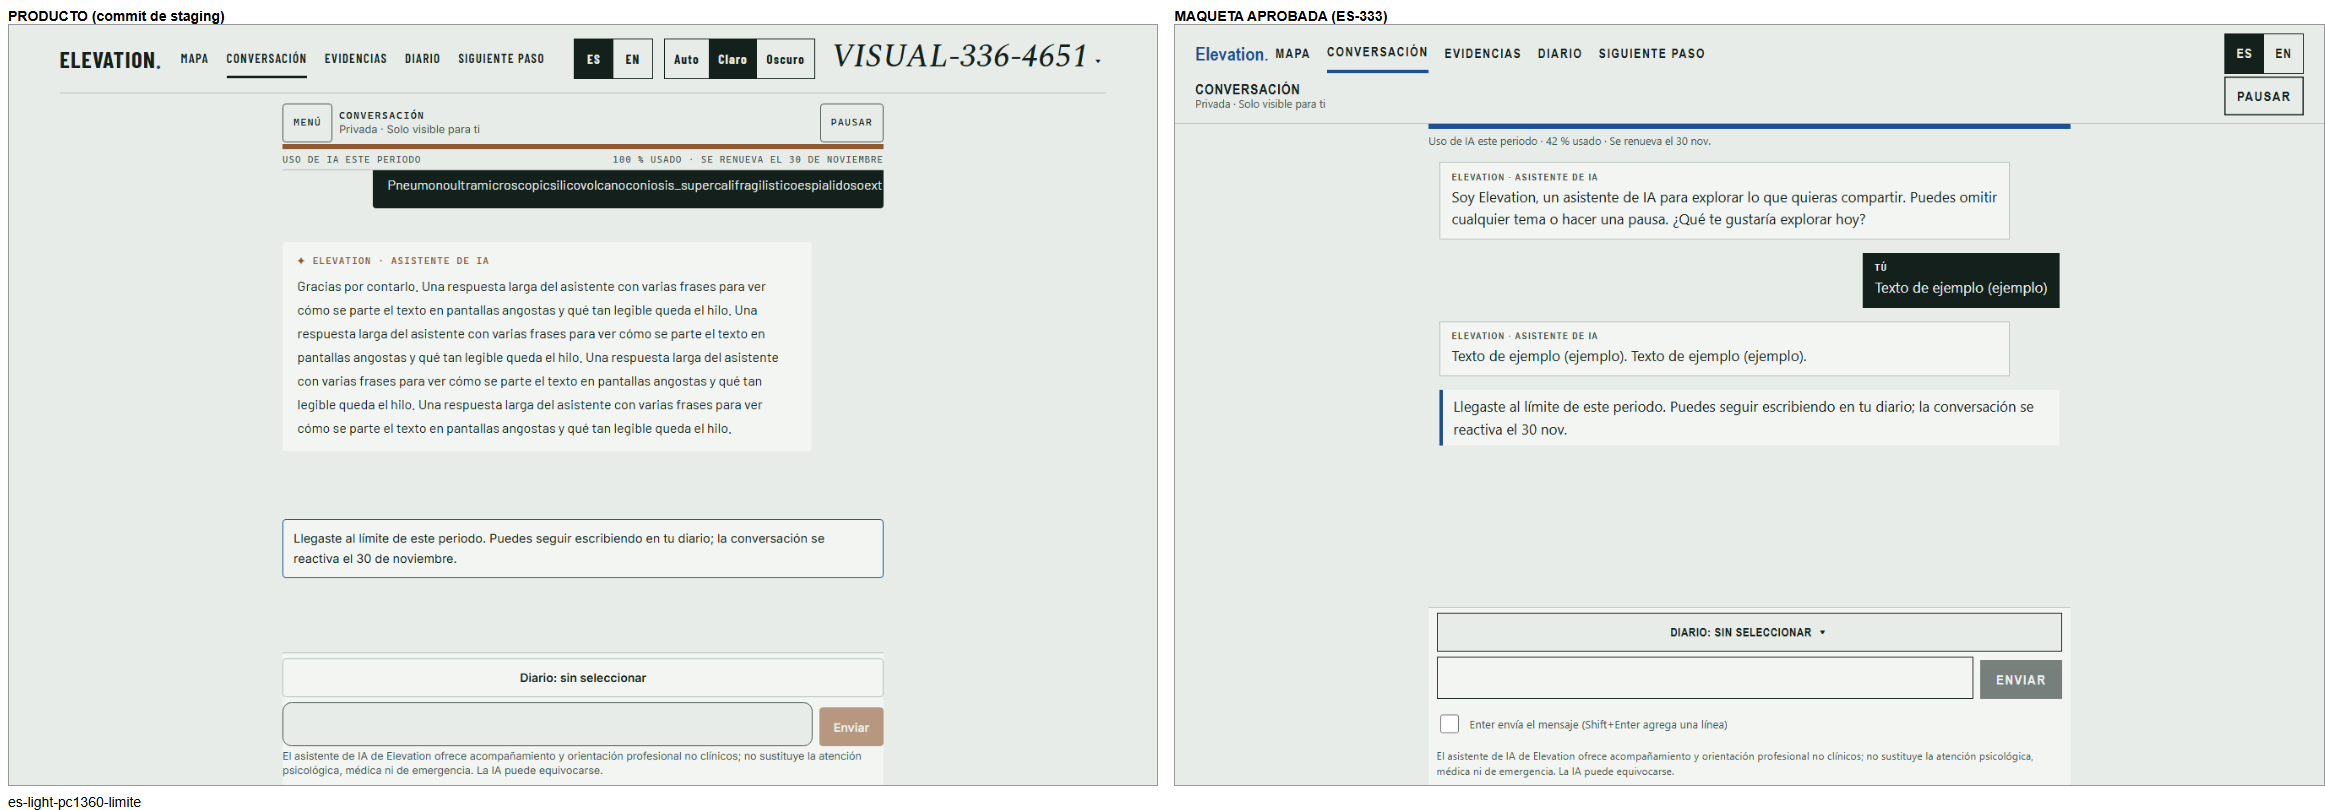 PRODUCTO (commit de staging)
ELEVATION. MAPA CONVERSACIÓN EVIDENCIAS DIARIO SIGUIENTE PASO ES EN Auto Claro Oscuro VISUAL-336-4651
MENÚ CONVERSACIÓN PAUSAR
Privada · Solo visible para ti
USO DE IA ESTE PERIODO 100 % USADO · SE RENUEVA EL 30 DE NOVIEMBRE
Pneumonoultramicroscopicsilicovolcanoconiosis_supercalifragilisticoespialidosoext
✦ ELEVATION · ASISTENTE DE IA
Gracias por contarlo. Una respuesta larga del asistente con varias frases para ver
cómo se parte el texto en pantallas angostas y qué tan legible queda el hilo. Una
respuesta larga del asistente con varias frases para ver cómo se parte el texto en
pantallas angostas y qué tan legible queda el hilo. Una respuesta larga del asistente
con varias frases para ver cómo se parte el texto en pantallas angostas y qué tan
legible queda el hilo. Una respuesta larga del asistente con varias frases para ver
cómo se parte el texto en pantallas angostas y qué tan legible queda el hilo.
Llegaste al límite de este periodo. Puedes seguir escribiendo en tu diario; la conversación se
reactiva el 30 de noviembre.
Diario: sin seleccionar
Enviar
El asistente de IA de Elevation ofrece acompañamiento y orientación profesional no clínicos; no sustituye la atención
psicológica, médica ni de emergencia. La IA puede equivocarse.
es-light-pc1360-limite
MAQUETA APROBADA (ES-333)
Elevation. MAPA CONVERSACIÓN EVIDENCIAS DIARIO SIGUIENTE PASO ES EN
CONVERSACIÓN PAUSAR
Privada · Solo visible para ti
Uso de IA este periodo · 42 % usado · Se renueva el 30 nov.
ELEVATION · ASISTENTE DE IA
Soy Elevation, un asistente de IA para explorar lo que quieras compartir. Puedes omitir
cualquier tema o hacer una pausa. ¿Qué te gustaría explorar hoy?
TÚ
Texto de ejemplo (ejemplo)
ELEVATION · ASISTENTE DE IA
Texto de ejemplo (ejemplo). Texto de ejemplo (ejemplo).
Llegaste al límite de este periodo. Puedes seguir escribiendo en tu diario; la conversación se
reactiva el 30 nov.
DIARIO: SIN SELECCIONAR
ENVIAR
Enter envía el mensaje (Shift+Enter agrega una línea)
El asistente de IA de Elevation ofrece acompañamiento y orientación profesional no clínicos; no sustituye la atención psicológica,
médica ni de emergencia. La IA puede equivocarse.